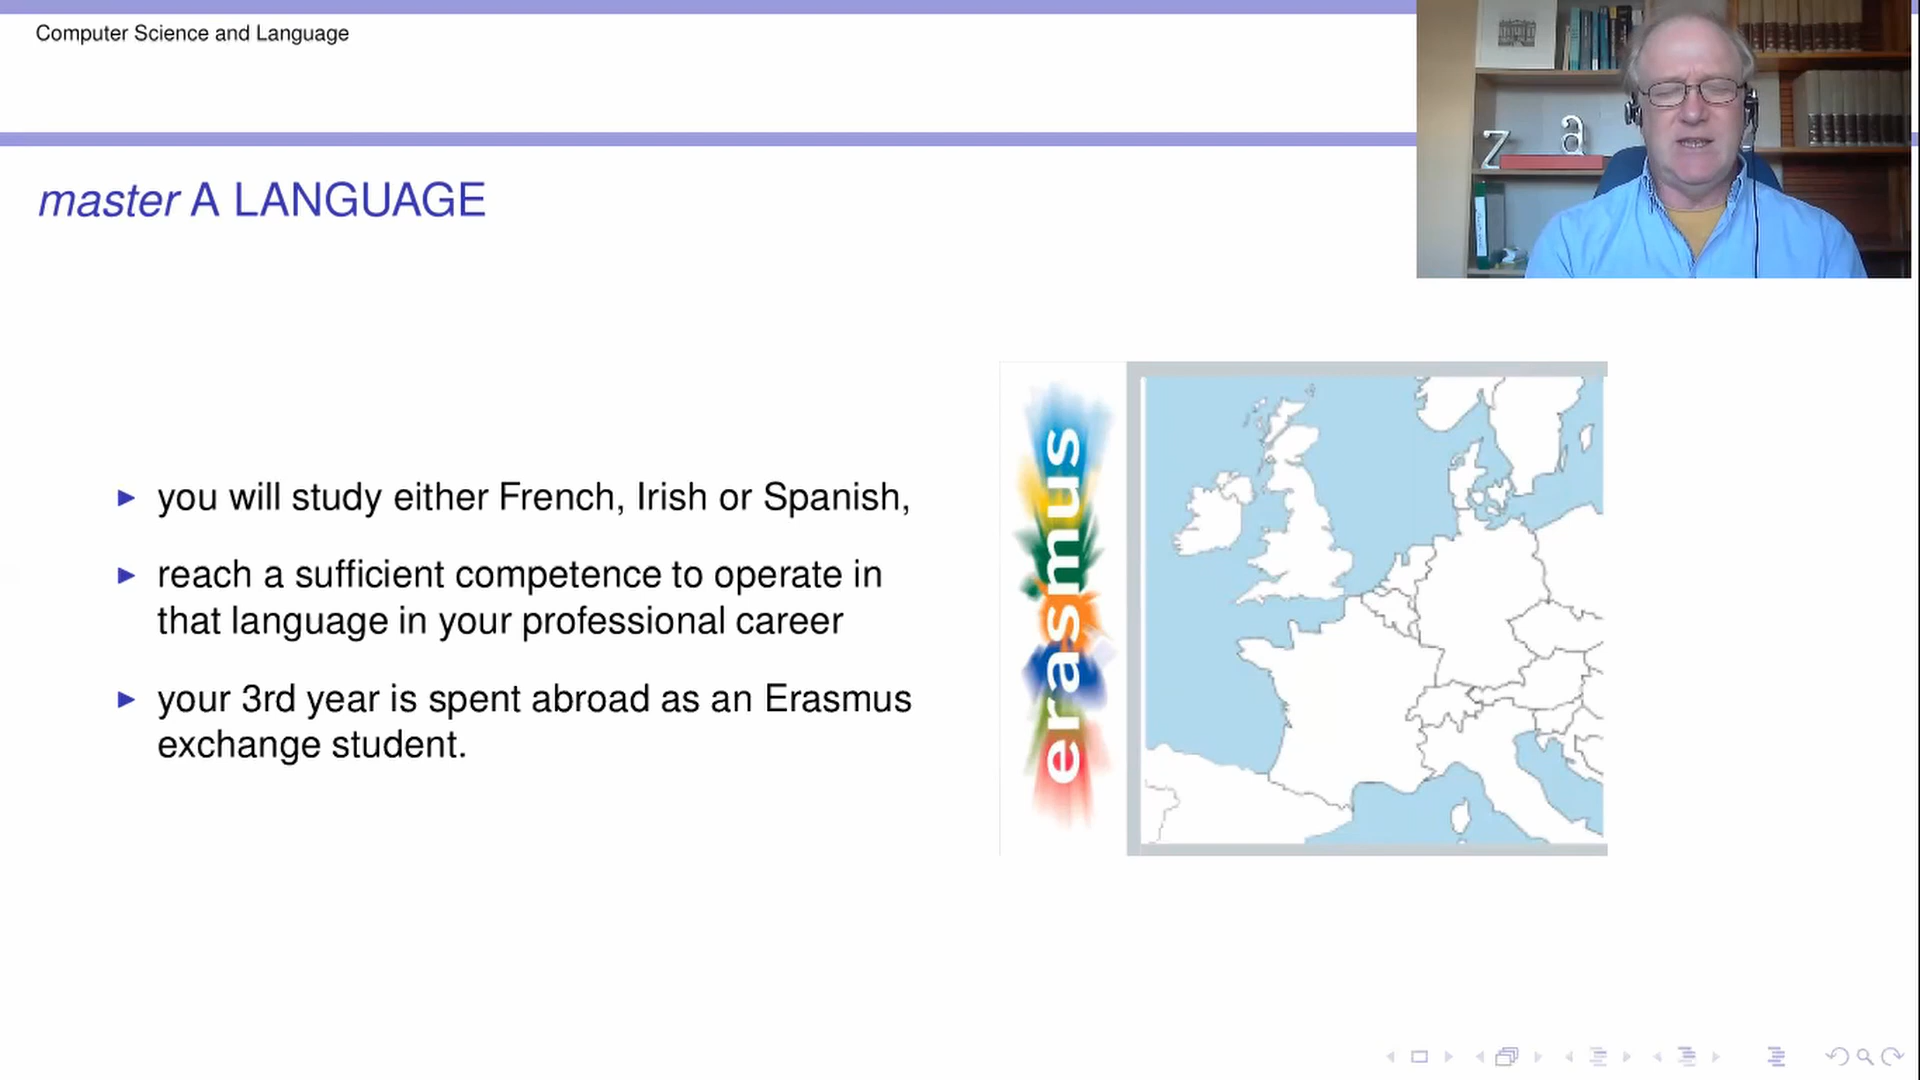 Computer Science and Language
z a
master A LANGUAGE
you will study either French, Irish or Spanish,
reach a sufficient competence to operate in
that language in your professional career
your 3rd year is spent abroad as an Erasmus
exchange student.
erasmus